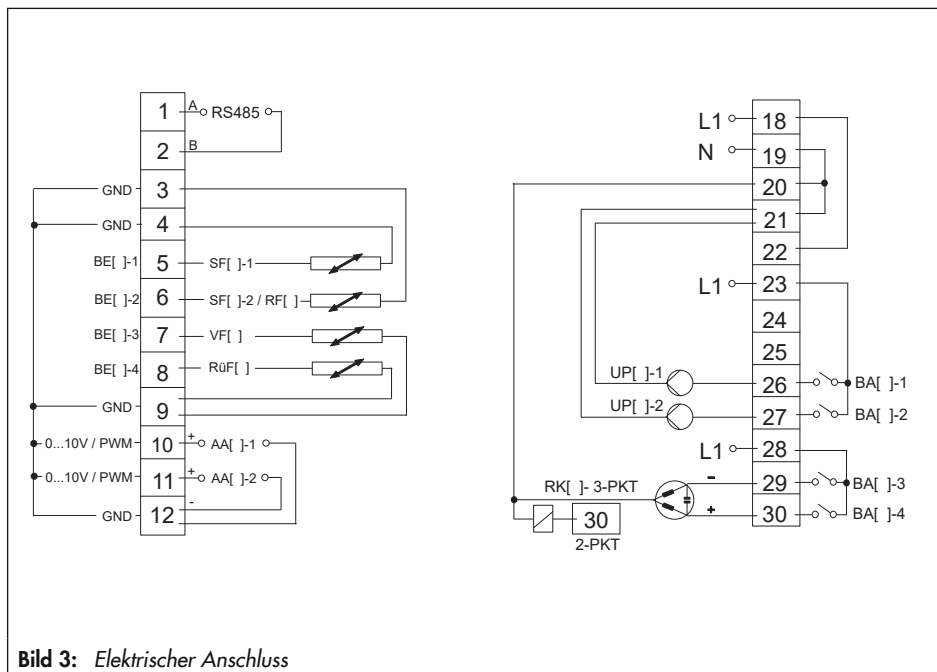 1 A RS485
2 B
GND 3
GND 4
BE[ ]-1 5 SF[ ]-1
BE[ ]-2 6 SF[ ]-2 / RF[ ]
BE[ ]-3 7 VF[ ]
BE[ ]-4 8 RüF[ ]
GND 9
0...10V / PWM 10 + AA[ ]-1
0...10V / PWM 11 + AA[ ]-2
GND 12 -
L1 18
N 19
20
21
22
L1 23
24
25
UP[ ]-1 26 BA[ ]-1
UP[ ]-2 27 BA[ ]-2
L1 28
RK[ ]- 3-PKT - 29 BA[ ]-3
30 + 30 BA[ ]-4
2-PKT
Bild 3: Elektrischer Anschluss